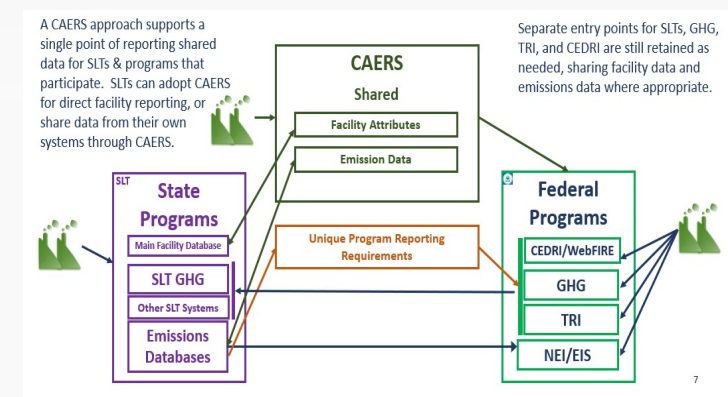 A CAERS approach supports a
single point of reporting shared
data for SLTs & programs that
participate. SLTs can adopt CAERS
for direct facility reporting, or
share data from their own
systems through CAERS.
CAERS
Shared
Facility Attributes
Emission Data
Separate entry points for SLTs, GHG,
TRI, and CEDRI are still retained as
needed, sharing facility data and
emissions data where appropriate.
SLT
State
Programs
Main Facility Database
SLT GHG
Other SLT Systems
Emissions
Databases
Unique Program Reporting
Requirements
Federal
Programs
CEDRI/WebFIRE
GHG
TRI
NEI/EIS
7